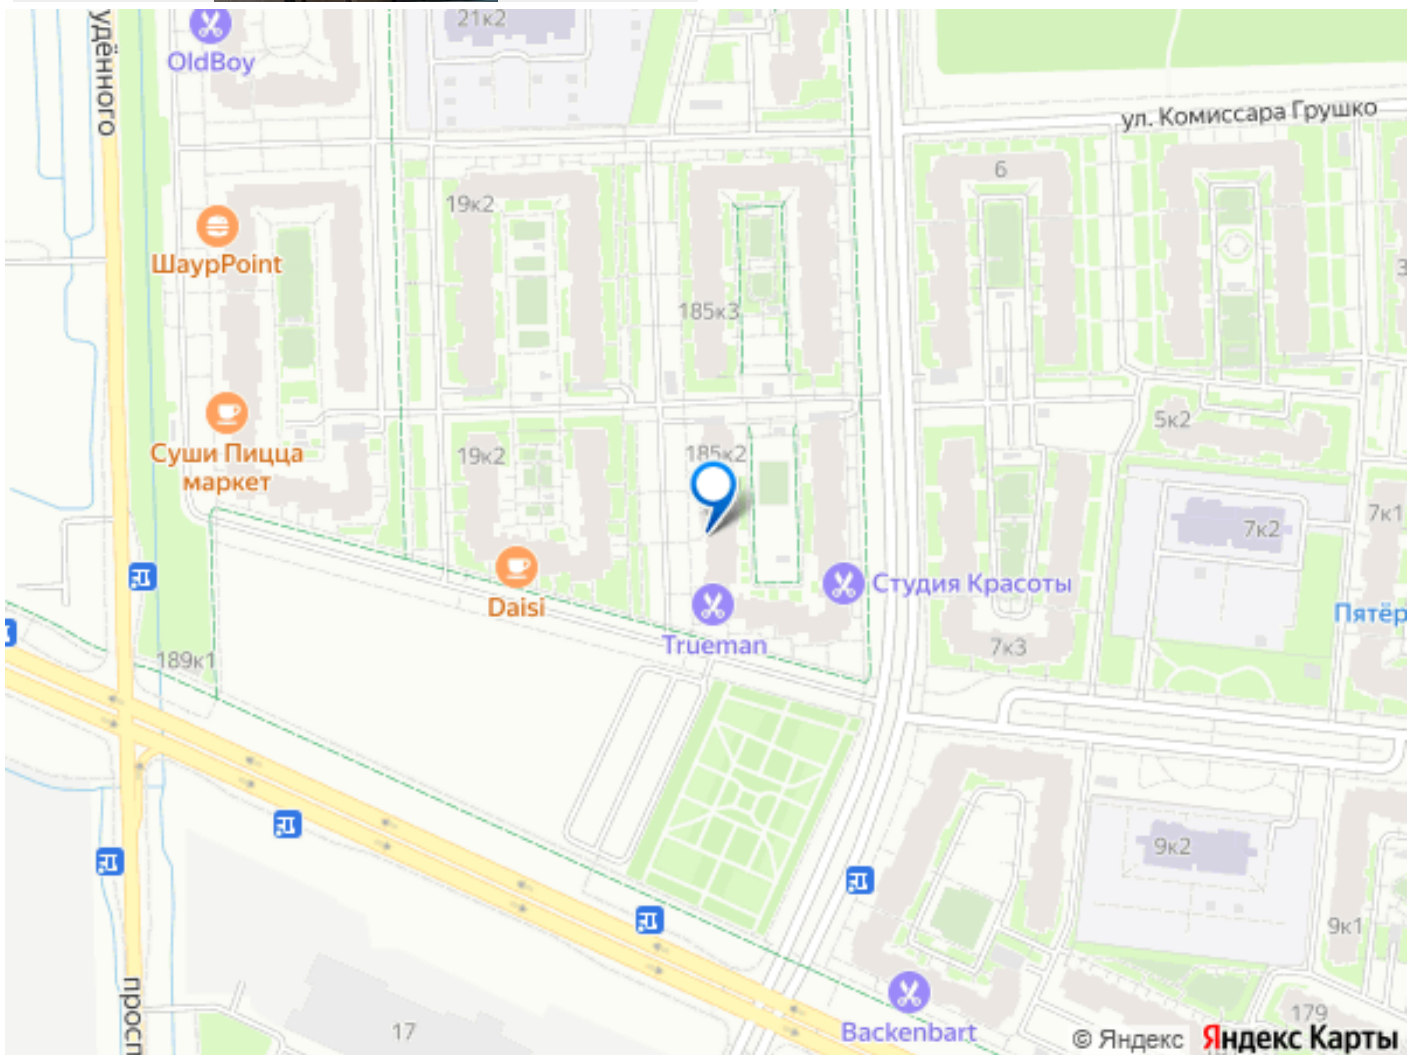 21к2
OldBoy
удённого
ул. Комиссара Грушко
6
19к2
ШаурPoint
185к3
3
5к2
Суши Пицца
маркет
19к2
185к2
7к1
7к2
Daisi
Студия Красоты
Trueman
Пятёр
7к3
189к1
9к2
9к1
просп
17
Backenbart
179
© Яндекс Яндекс Карты